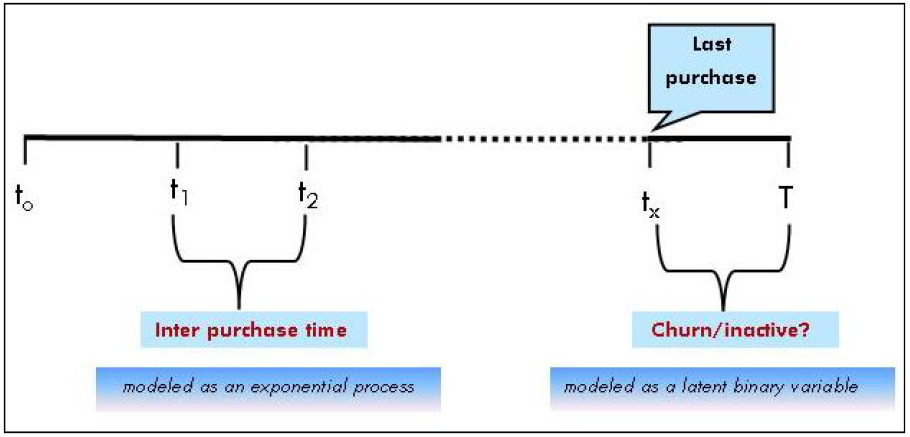 Last
purchase
t₀ t₁ t₂ tₓ T
Inter purchase time Churn/inactive?
modeled as an exponential process modeled as a latent binary variable